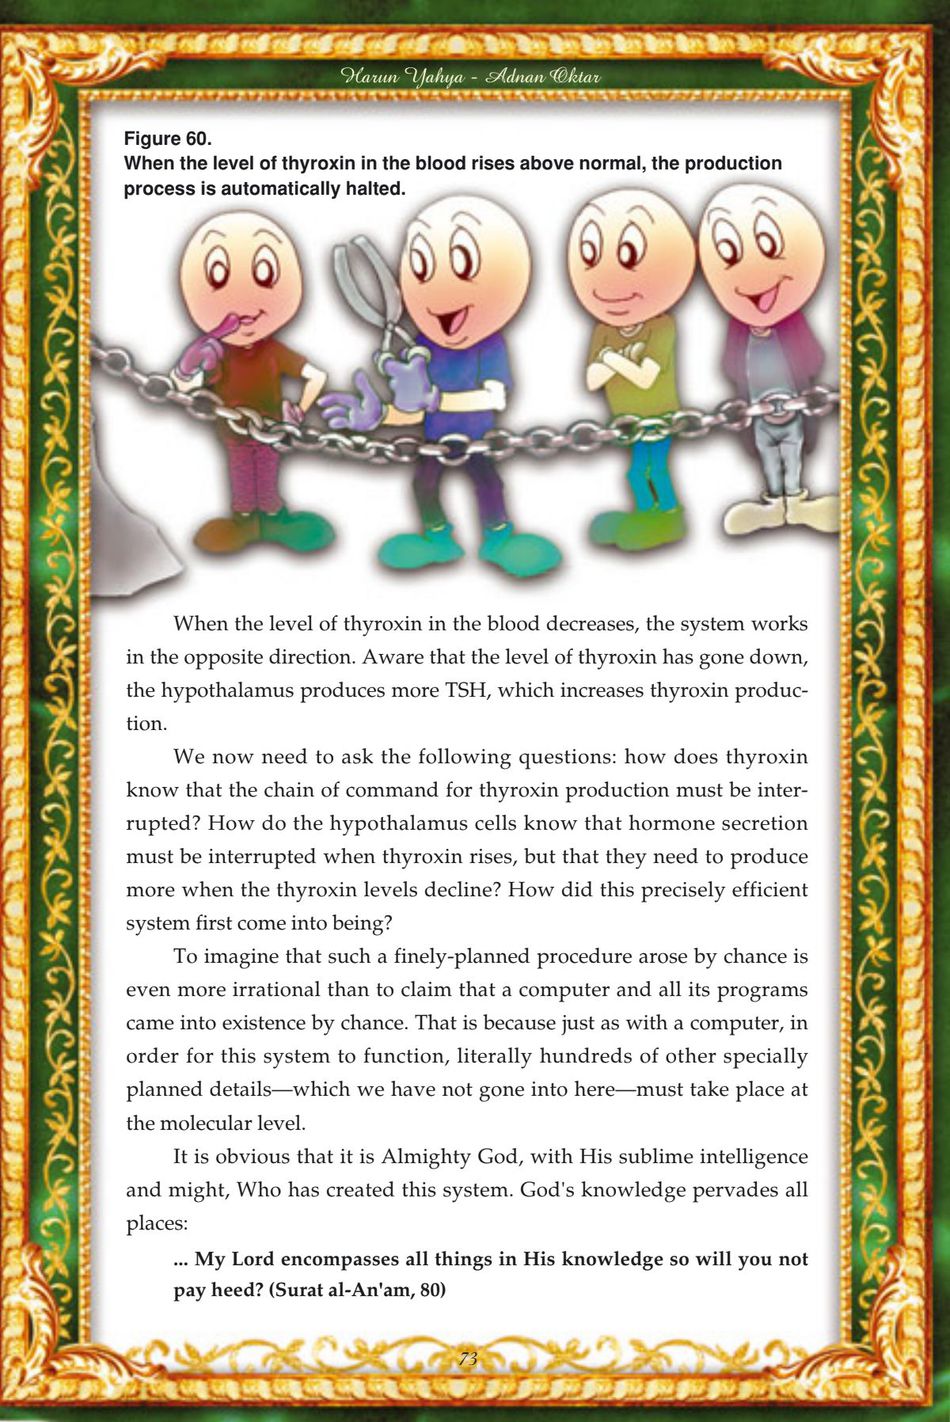 Harun Yahya - Adnan Oktar
Figure 60.
When the level of thyroxin in the blood rises above normal, the production
process is automatically halted.
When the level of thyroxin in the blood decreases, the system works
in the opposite direction. Aware that the level of thyroxin has gone down,
the hypothalamus produces more TSH, which increases thyroxin produc-
tion.
We now need to ask the following questions: how does thyroxin
know that the chain of command for thyroxin production must be inter-
rupted? How do the hypothalamus cells know that hormone secretion
must be interrupted when thyroxin rises, but that they need to produce
more when the thyroxin levels decline? How did this precisely efficient
system first come into being?
To imagine that such a finely-planned procedure arose by chance is
even more irrational than to claim that a computer and all its programs
came into existence by chance. That is because just as with a computer, in
order for this system to function, literally hundreds of other specially
planned details—which we have not gone into here—must take place at
the molecular level.
It is obvious that it is Almighty God, with His sublime intelligence
and might, Who has created this system. God's knowledge pervades all
places:
... My Lord encompasses all things in His knowledge so will you not
pay heed? (Surat al-An'am, 80)
73